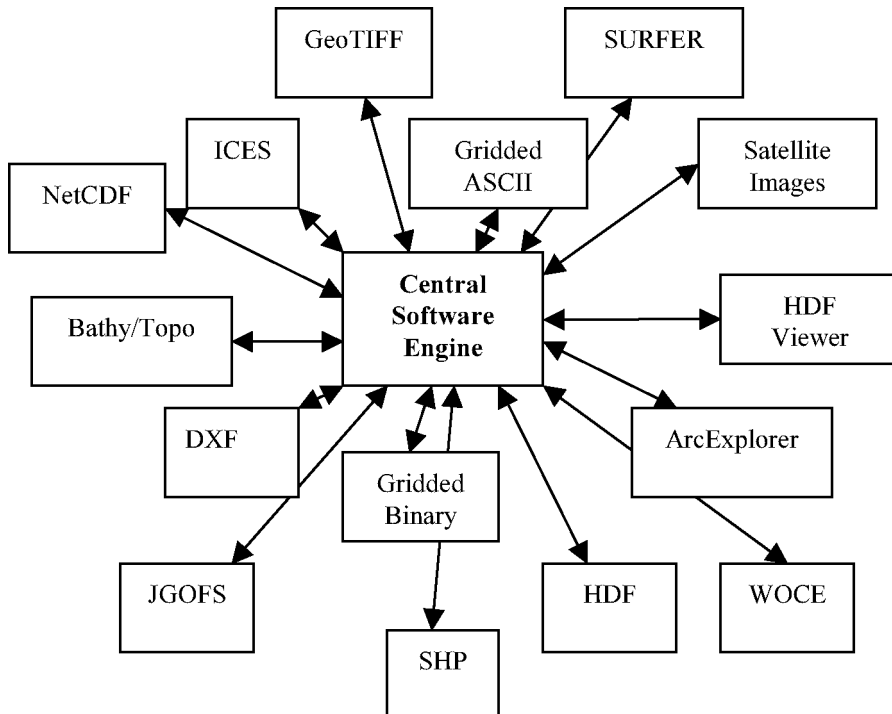 GeoTIFF
SURFER
ICES
Gridded
ASCII
Satellite
Images
NetCDF
Central
Software
Engine
HDF
Viewer
Bathy/Topo
DXF
ArcExplorer
Gridded
Binary
JGOFS
HDF
WOCE
SHP